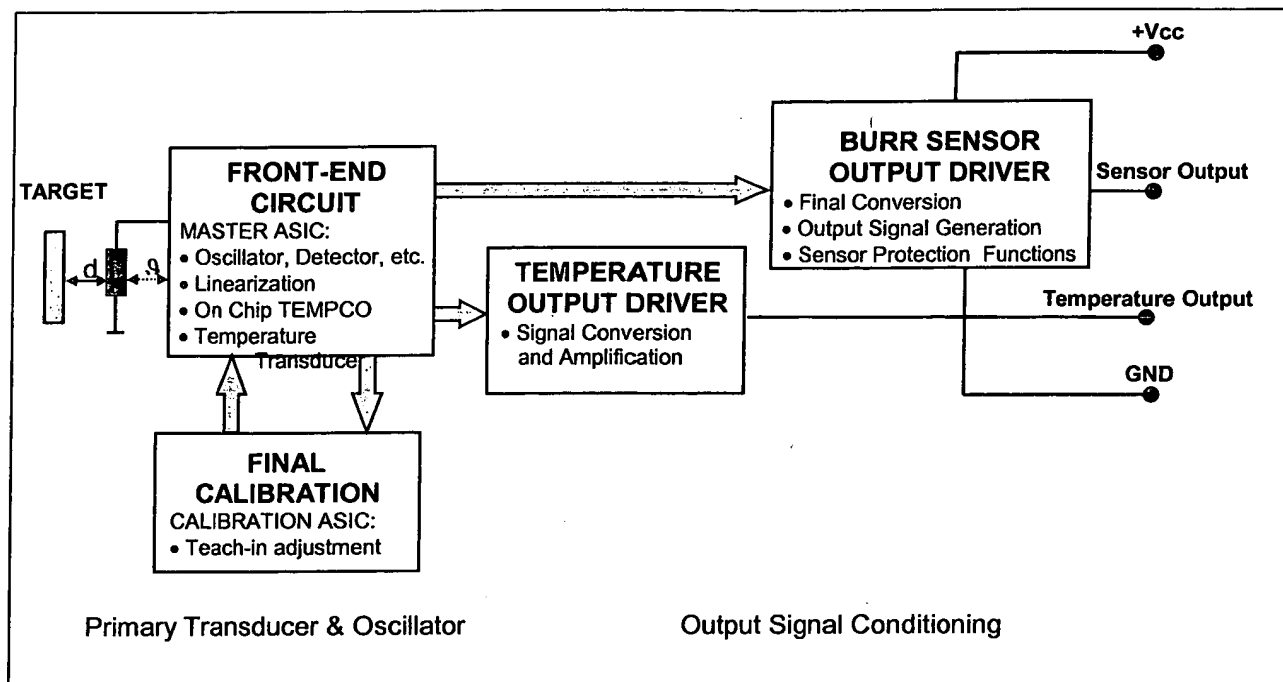 +Vcc
BURR SENSOR
OUTPUT DRIVER
• Final Conversion
• Output Signal Generation
• Sensor Protection Functions
Sensor Output
FRONT-END
CIRCUIT
MASTER ASIC:
• Oscillator, Detector, etc.
• Linearization
• On Chip TEMPCO
• Temperature
Transducer
TARGET
d
ϑ
TEMPERATURE
OUTPUT DRIVER
• Signal Conversion
and Amplification
Temperature Output
GND
FINAL
CALIBRATION
CALIBRATION ASIC:
• Teach-in adjustment
Primary Transducer & Oscillator
Output Signal Conditioning